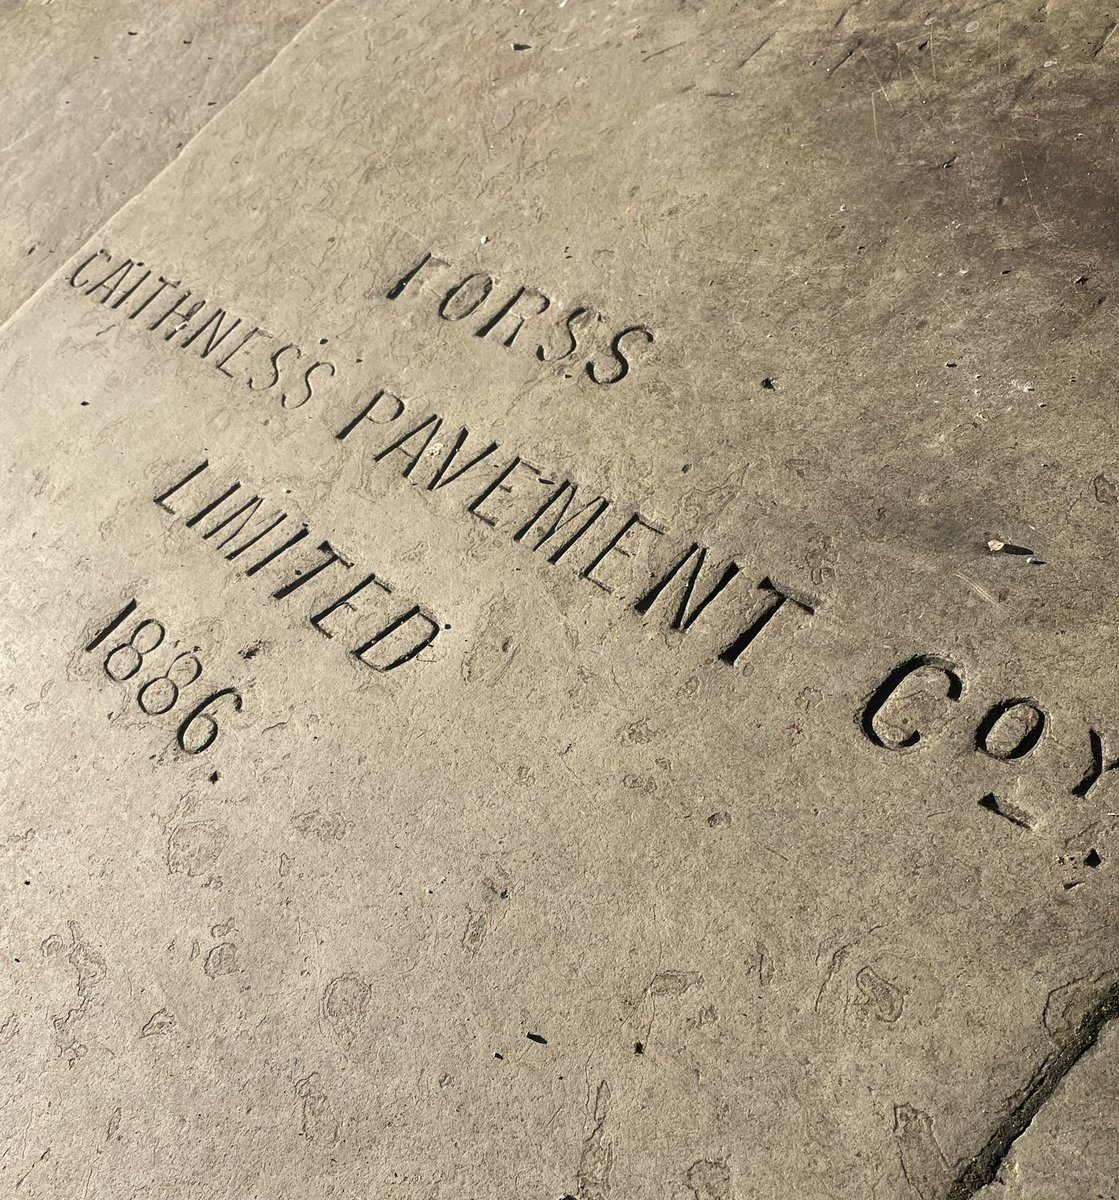 FORSS
CAITHNESS PAVEMENT COY
LIMITED
1886.